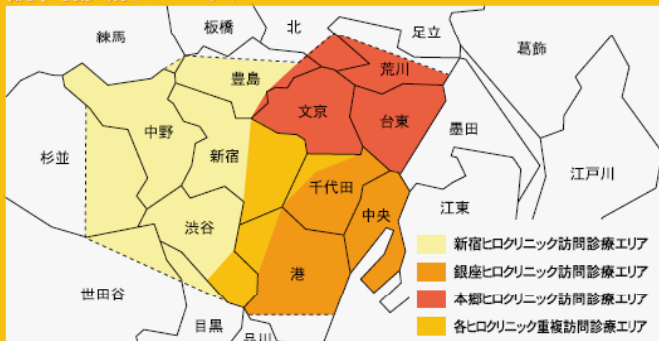 練馬
板橋
北
足立
葛飾
豊島
荒川
文京
台東
墨田
中野
杉並
新宿
江戸川
千代田
中央
江東
渋谷
港
世田谷
目黒
品川
新宿ヒロクリニック訪問診療エリア
銀座ヒロクリニック訪問診療エリア
本郷ヒロクリニック訪問診療エリア
各ヒロクリニック重複訪問診療エリア